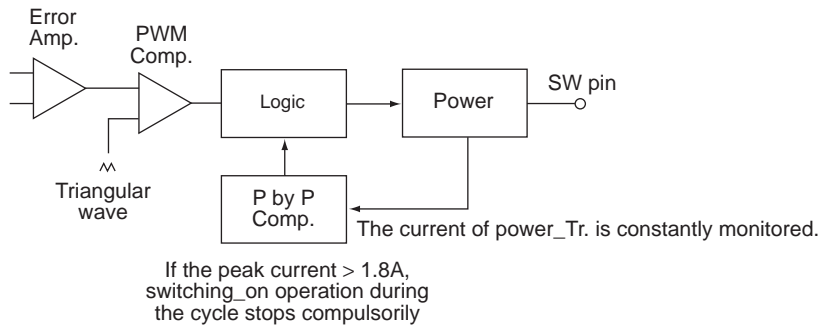 Error
Amp.
PWM
Comp.
Logic
Power
SW pin
Triangular
wave
P by P
Comp.
The current of power_Tr. is constantly monitored.
If the peak current > 1.8A,
switching_on operation during
the cycle stops compulsorily